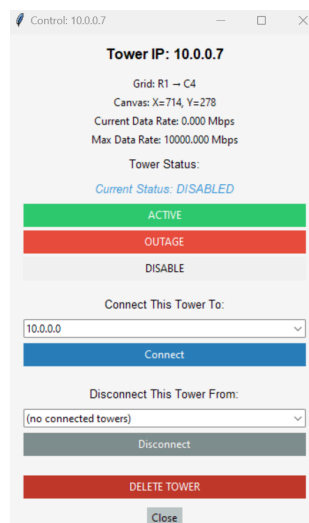 Control: 10.0.0.7
Tower IP: 10.0.0.7
Grid: R1 → C4
Canvas: X=714, Y=278
Current Data Rate: 0.000 Mbps
Max Data Rate: 10000.000 Mbps
Tower Status:
Current Status: DISABLED
ACTIVE
OUTAGE
DISABLE
Connect This Tower To:
10.0.0.0
Connect
Disconnect This Tower From:
(no connected towers)
Disconnect
DELETE TOWER
Close